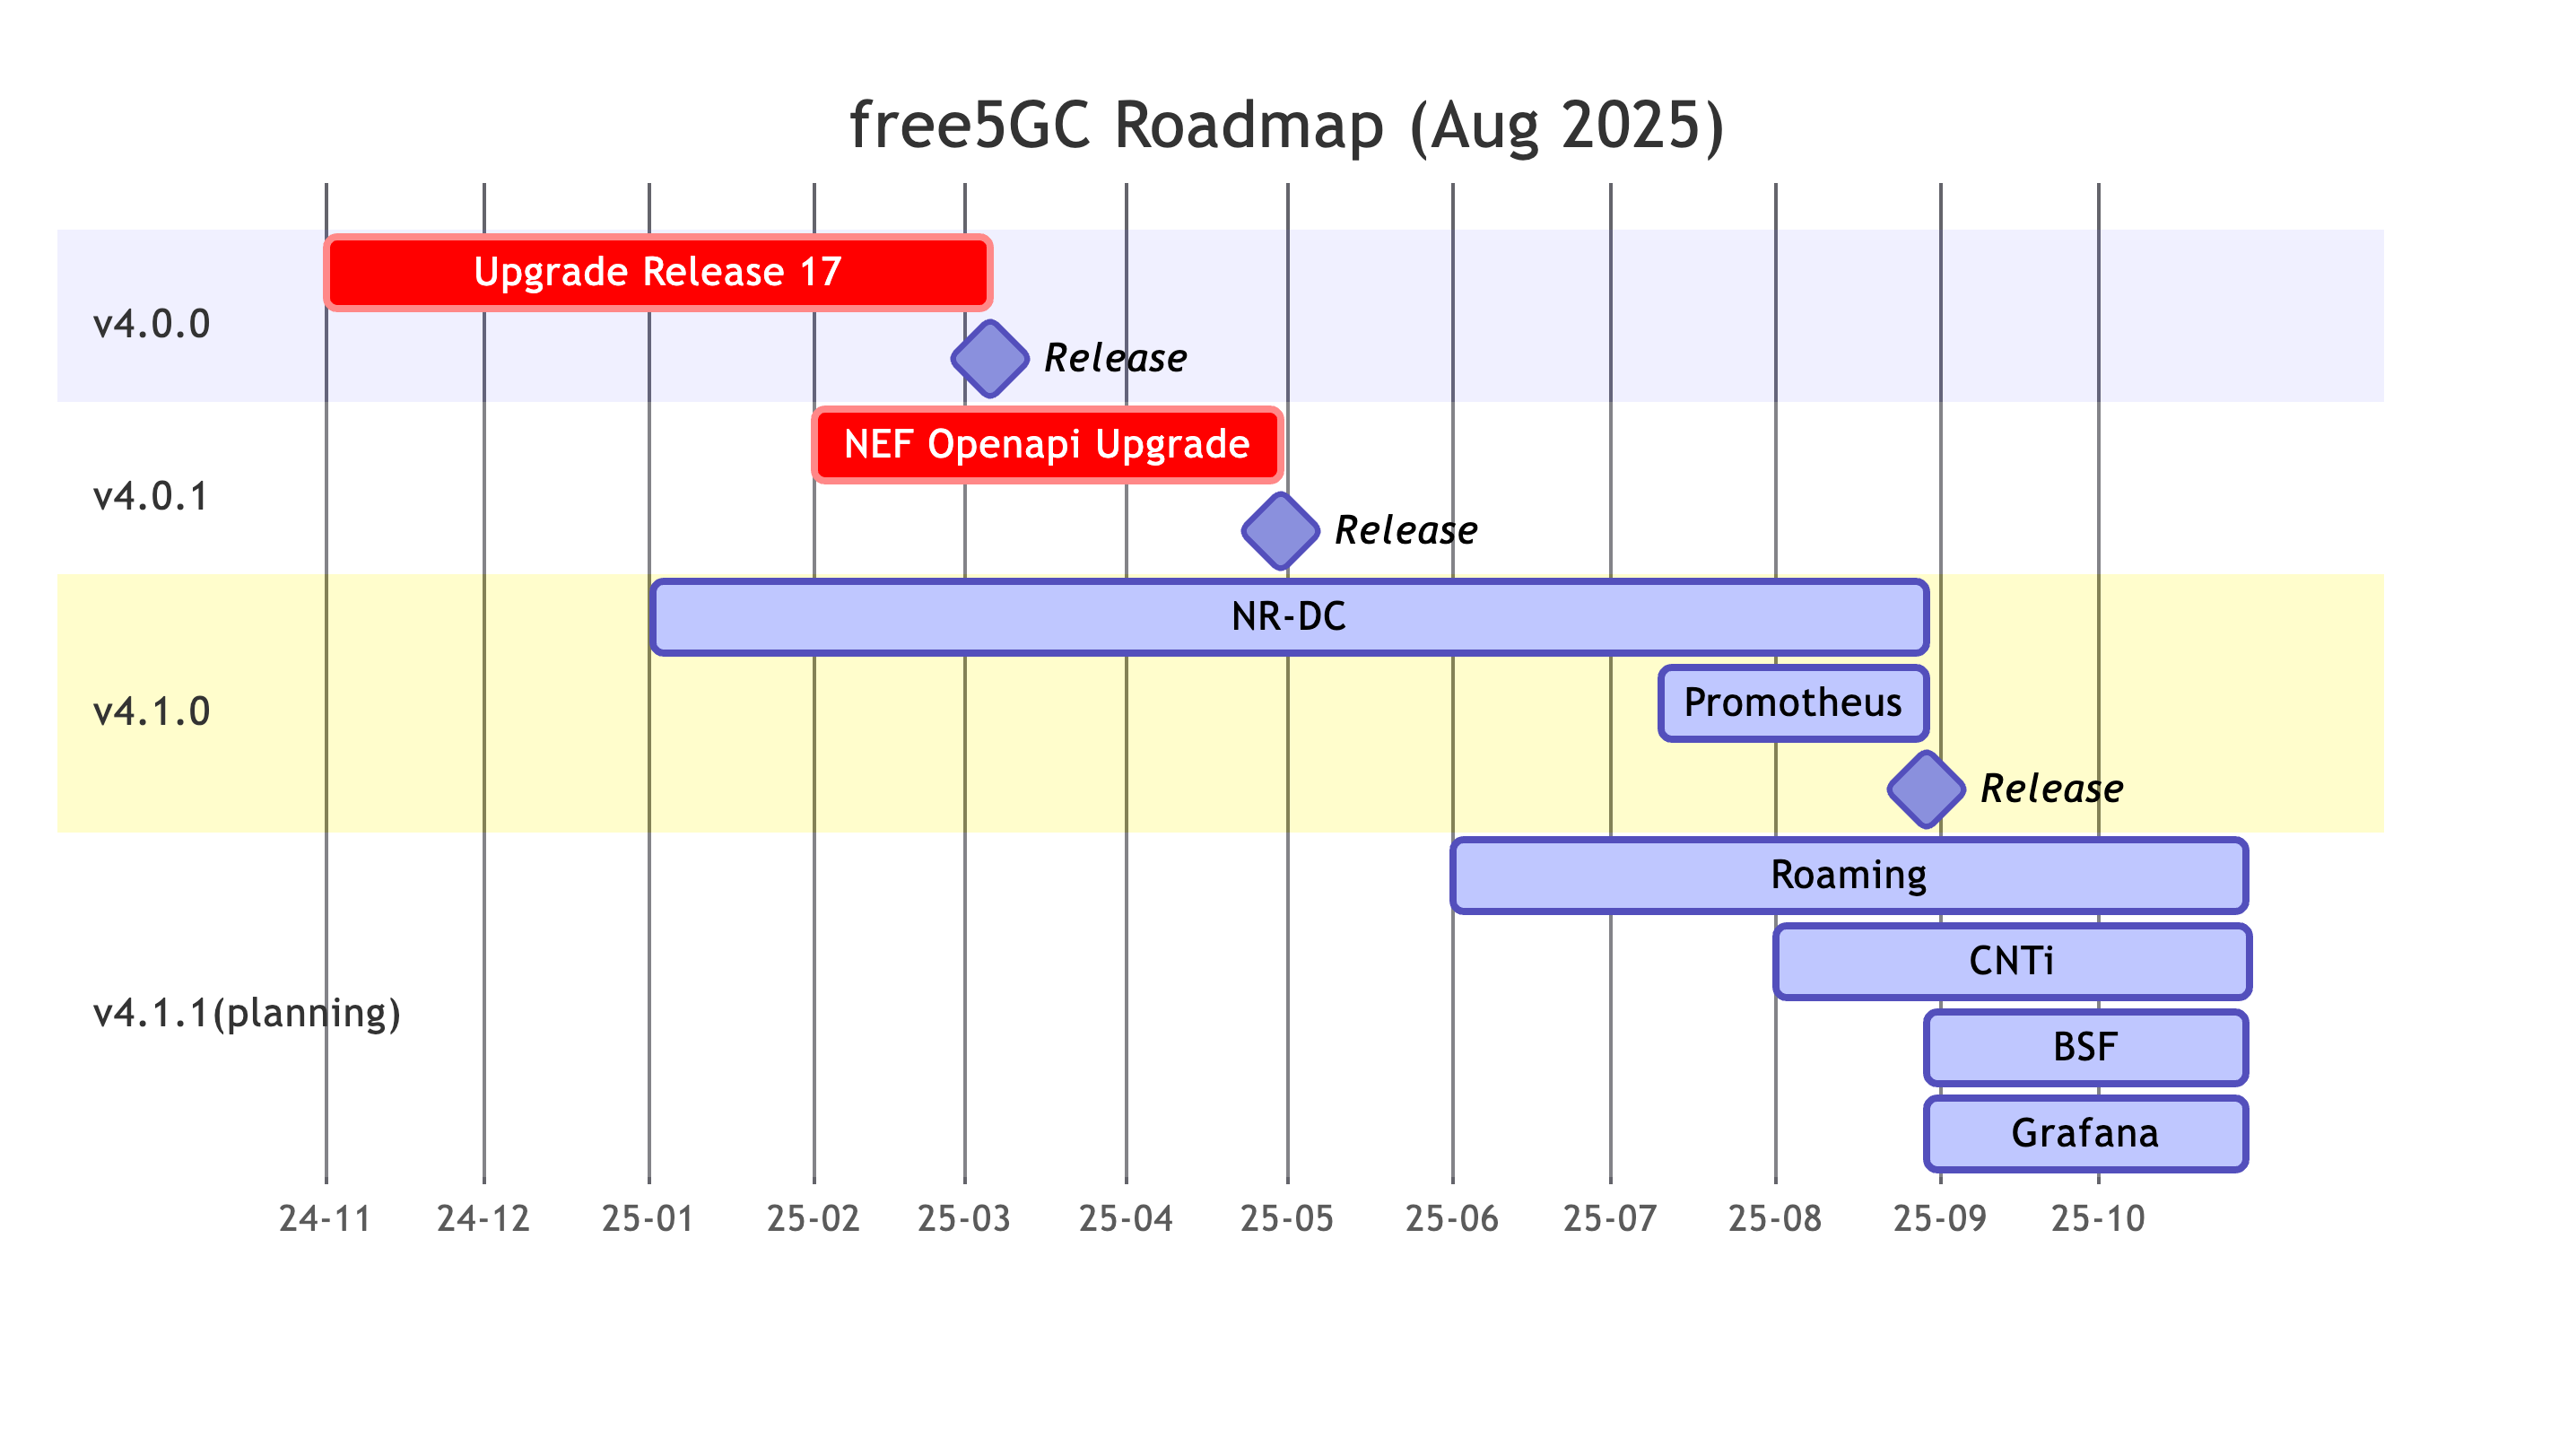 free5GC Roadmap (Aug 2025)
v4.0.0
Upgrade Release 17
Release
v4.0.1
NEF Openapi Upgrade
Release
v4.1.0
NR-DC
Promotheus
Release
v4.1.1(planning)
Roaming
CNTi
BSF
Grafana
24-11 24-12 25-01 25-02 25-03 25-04 25-05 25-06 25-07 25-08 25-09 25-10